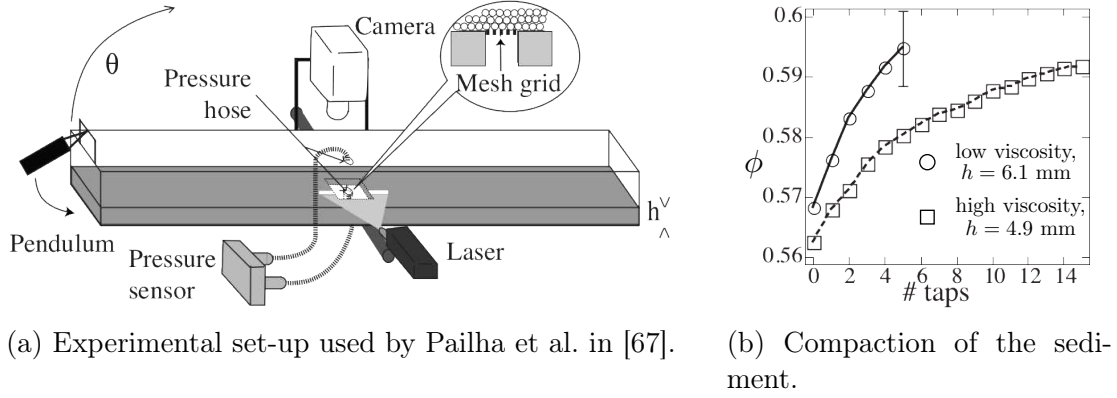 θ
Camera
Pressure
hose
Mesh grid
Pendulum
Pressure
sensor
Laser
h
(a) Experimental set-up used by Pailha et al. in [67].
0.6
0.59
0.58
ϕ
0.57
0.56
low viscosity,
h = 6.1 mm
high viscosity,
h = 4.9 mm
0 2 4 6 8 10 12 14
# taps
(b) Compaction of the sedi-
ment.